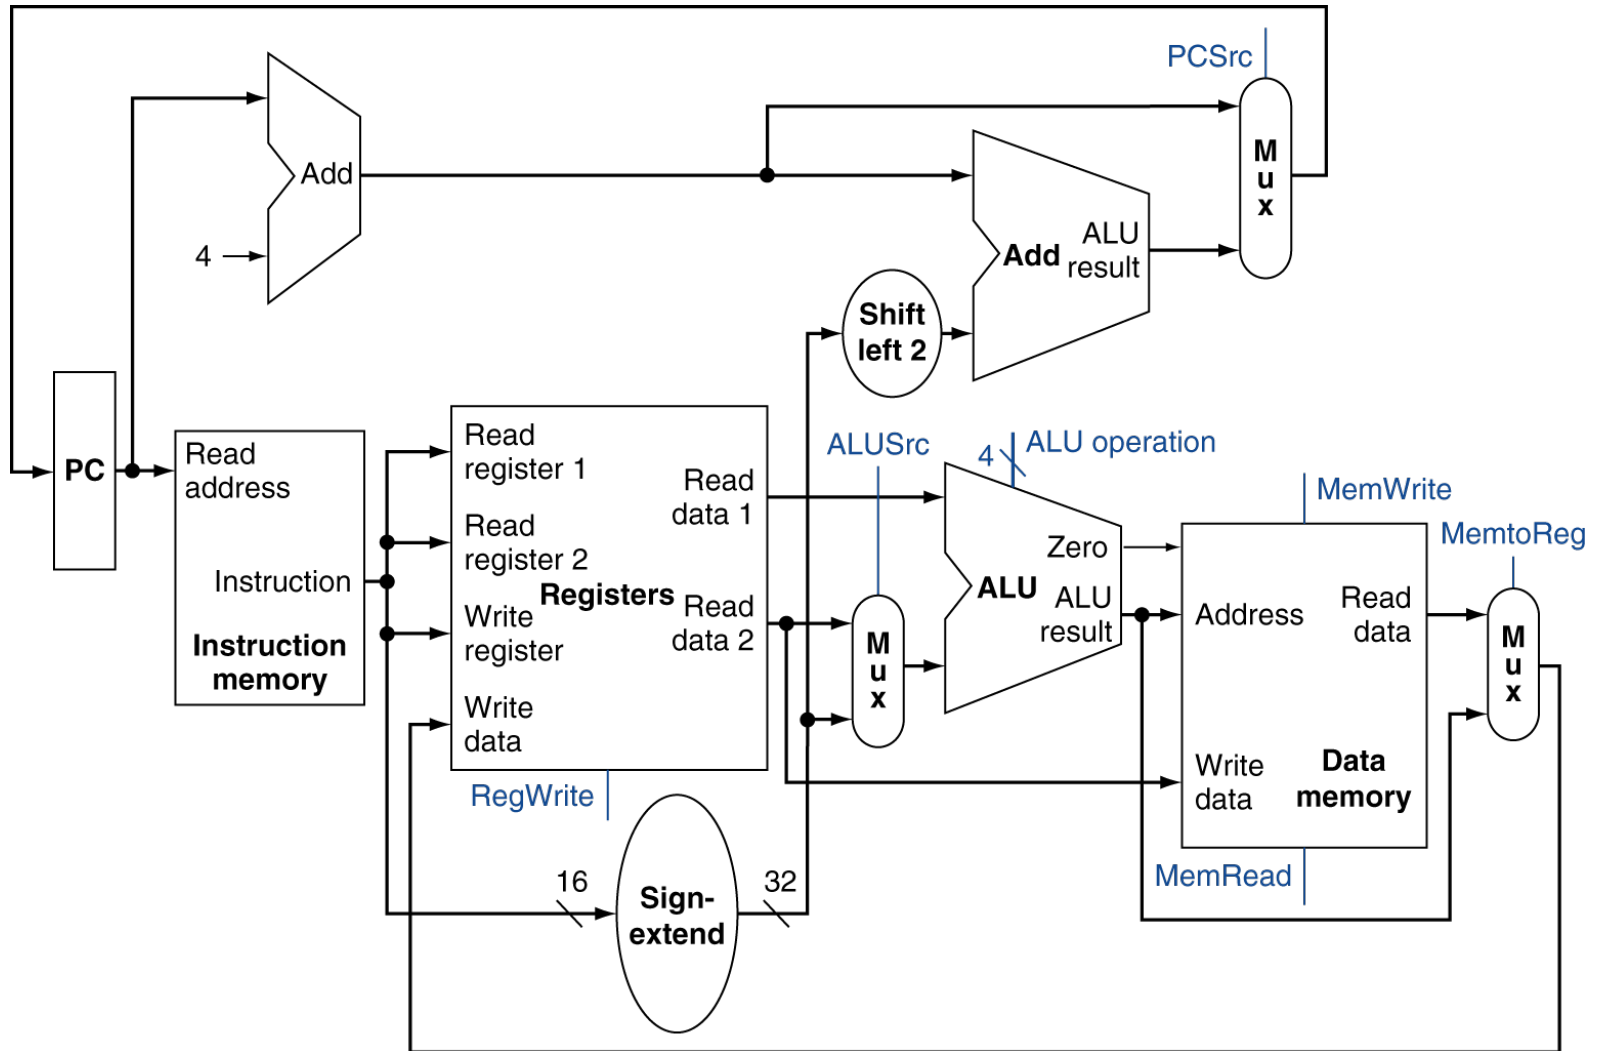 PCSrc
M
u
x
Add
4
Add
ALU
result
Shift
left 2
PC
Read
address
Instruction
Instruction
memory
Read
register 1
Read
register 2
Write
register
Write
data
Registers
Read
data 1
Read
data 2
RegWrite
16
Sign-
extend
32
ALUSrc
M
u
x
4
ALU operation
Zero
ALU
ALU
result
MemWrite
Address
Read
data
Write
data
Data
memory
MemRead
MemtoReg
M
u
x